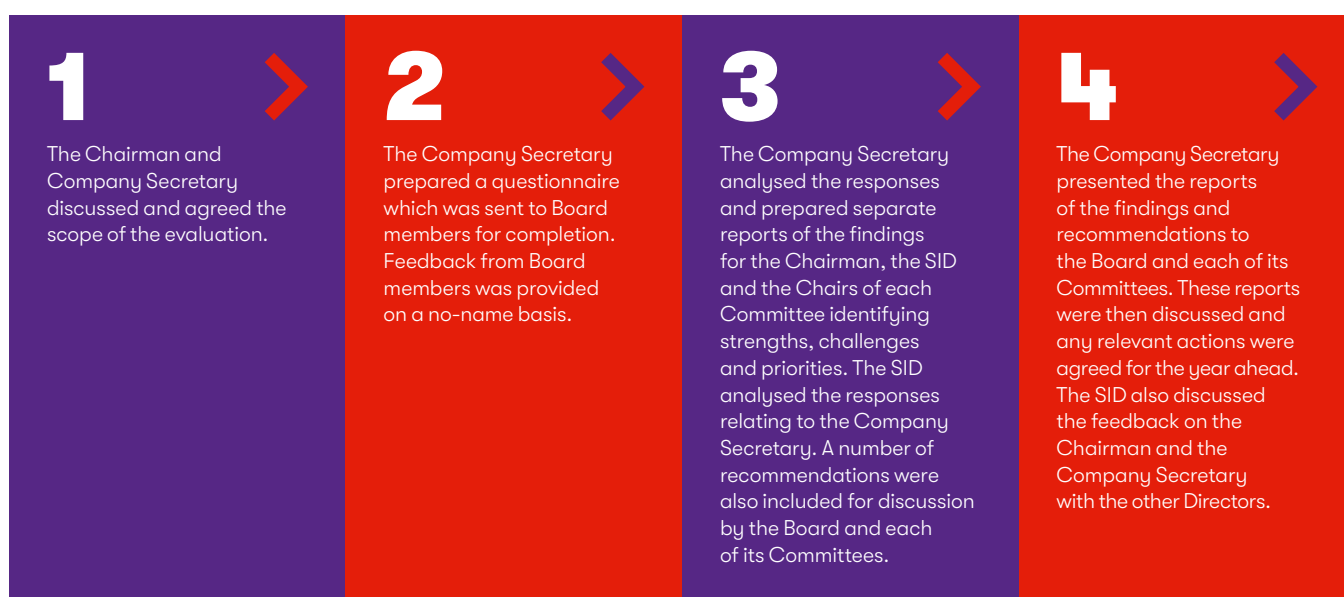 1
The Chairman and
Company Secretary
discussed and agreed the
scope of the evaluation.
2
The Company Secretary
prepared a questionnaire
which was sent to Board
members for completion.
Feedback from Board
members was provided
on a no-name basis.
3
The Company Secretary
analysed the responses
and prepared separate
reports of the findings
for the Chairman, the SID
and the Chairs of each
Committee identifying
strengths, challenges
and priorities. The SID
analysed the responses
relating to the Company
Secretary. A number of
recommendations were
also included for discussion
by the Board and each
of its Committees.
4
The Company Secretary
presented the reports
of the findings and
recommendations to
the Board and each of its
Committees. These reports
were then discussed and
any relevant actions were
agreed for the year ahead.
The SID also discussed
the feedback on the
Chairman and the
Company Secretary
with the other Directors.